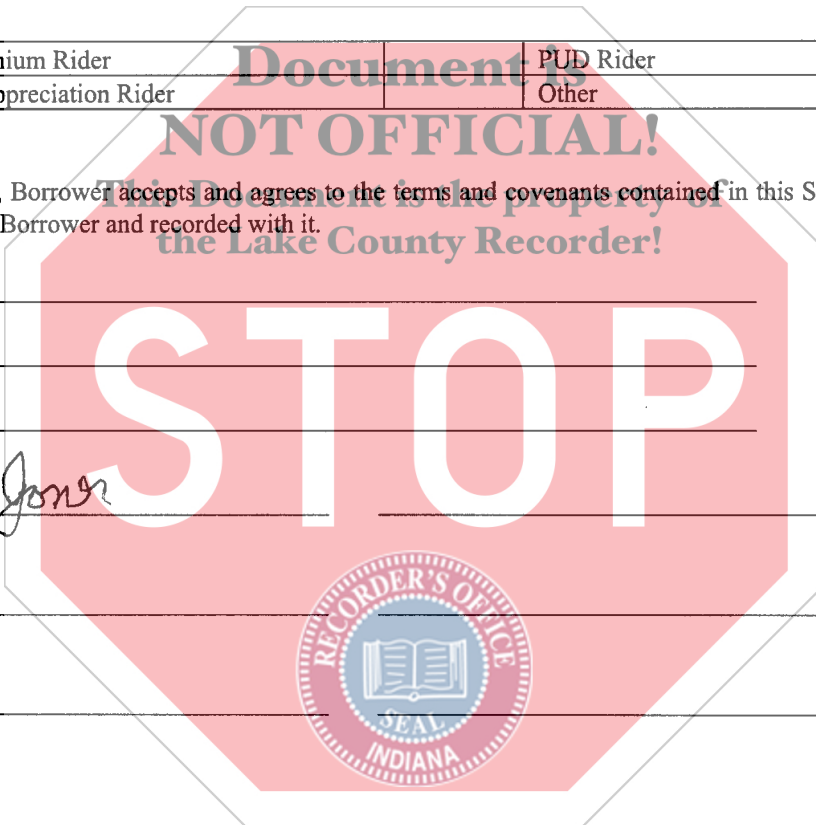 nium Rider PUD Rider
Document is
ppreciation Rider Other
NOT OFFICIAL!
, Borrower accepts and agrees to the terms and covenants contained in this S
This Document is the property of
Borrower and recorded with it.
the Lake County Recorder!
STOP
Jones
RECORDER'S OFFICE
SEAL
INDIANA